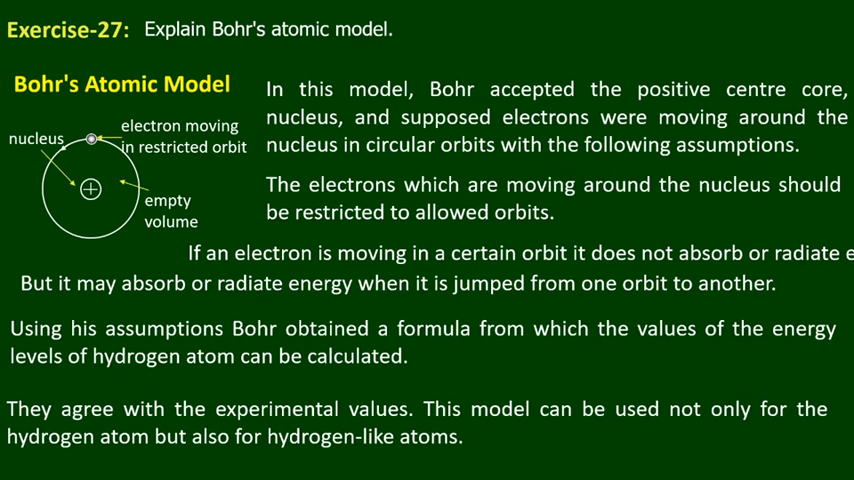 Exercise-27: Explain Bohr's atomic model.
Bohr's Atomic Model
nucleus
electron moving
in restricted orbit
empty
volume
In this model, Bohr accepted the positive centre core,
nucleus, and supposed electrons were moving around the
nucleus in circular orbits with the following assumptions.
The electrons which are moving around the nucleus should
be restricted to allowed orbits.
If an electron is moving in a certain orbit it does not absorb or radiate e
But it may absorb or radiate energy when it is jumped from one orbit to another.
Using his assumptions Bohr obtained a formula from which the values of the energy
levels of hydrogen atom can be calculated.
They agree with the experimental values. This model can be used not only for the
hydrogen atom but also for hydrogen-like atoms.